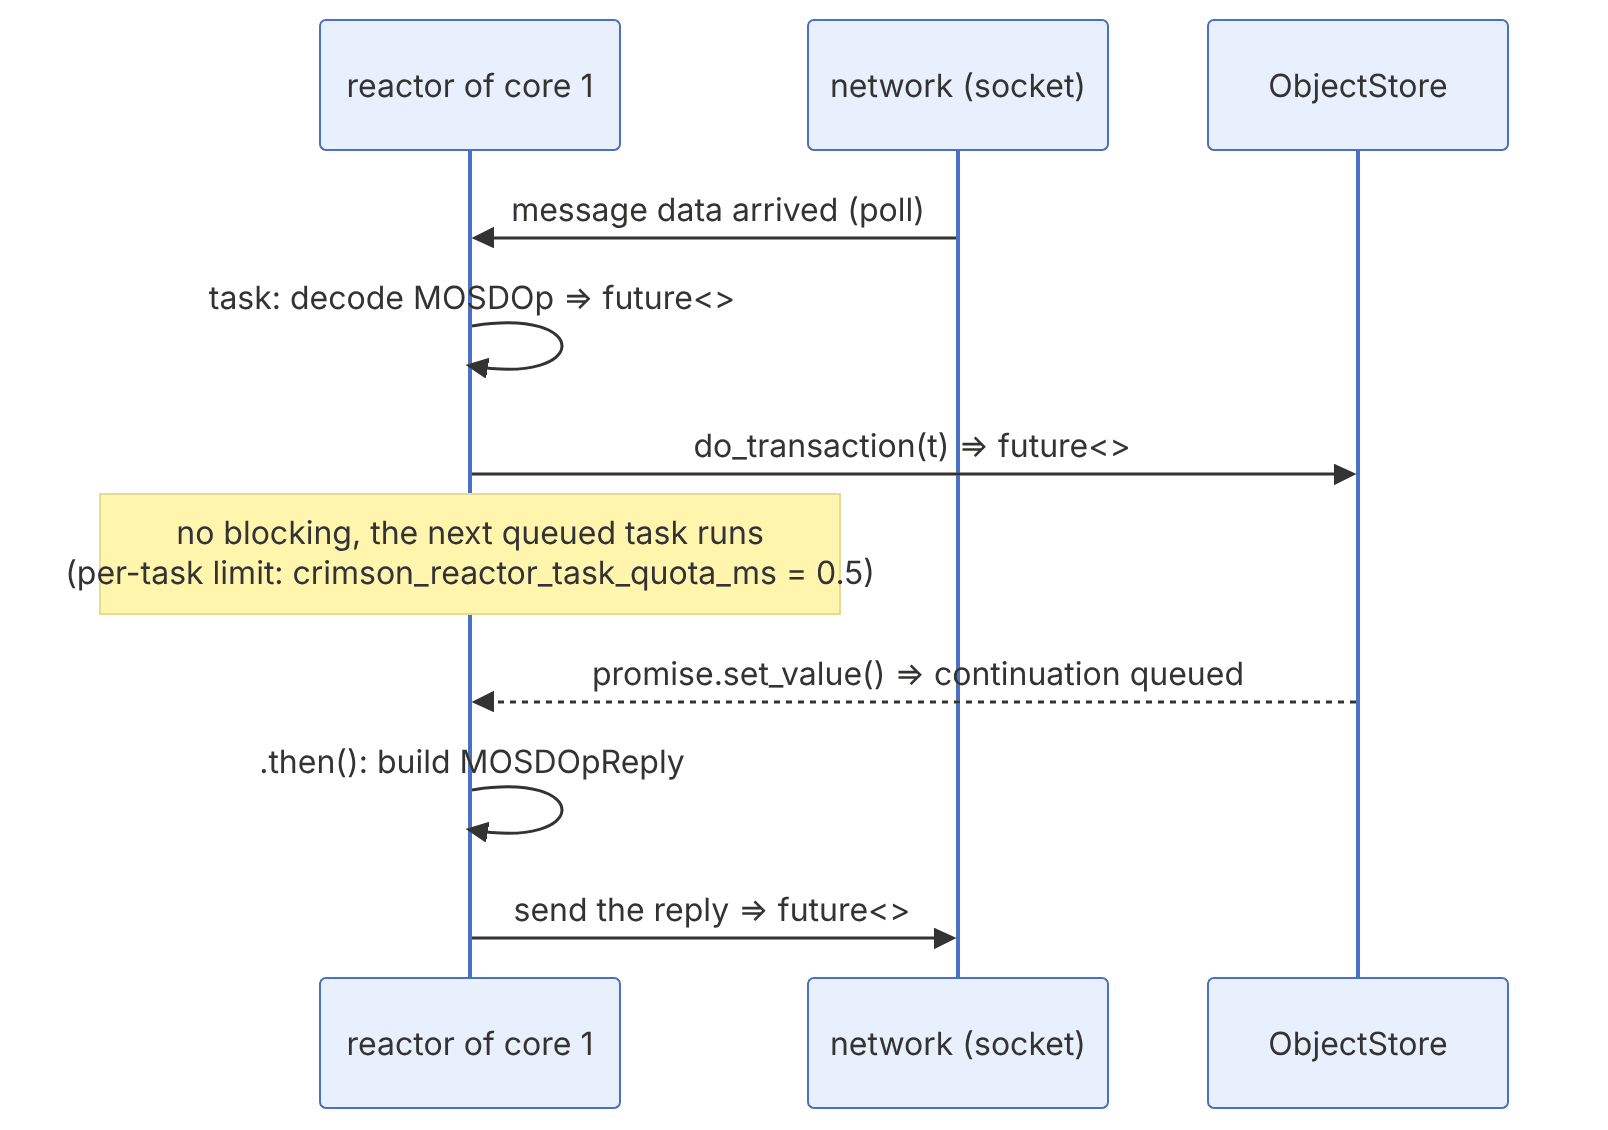 reactor of core 1
network (socket)
ObjectStore
message data arrived (poll)
task: decode MOSDOp ⇒ future<>
do_transaction(t) ⇒ future<>
no blocking, the next queued task runs
(per-task limit: crimson_reactor_task_quota_ms = 0.5)
promise.set_value() ⇒ continuation queued
.then(): build MOSDOpReply
send the reply ⇒ future<>
reactor of core 1
network (socket)
ObjectStore